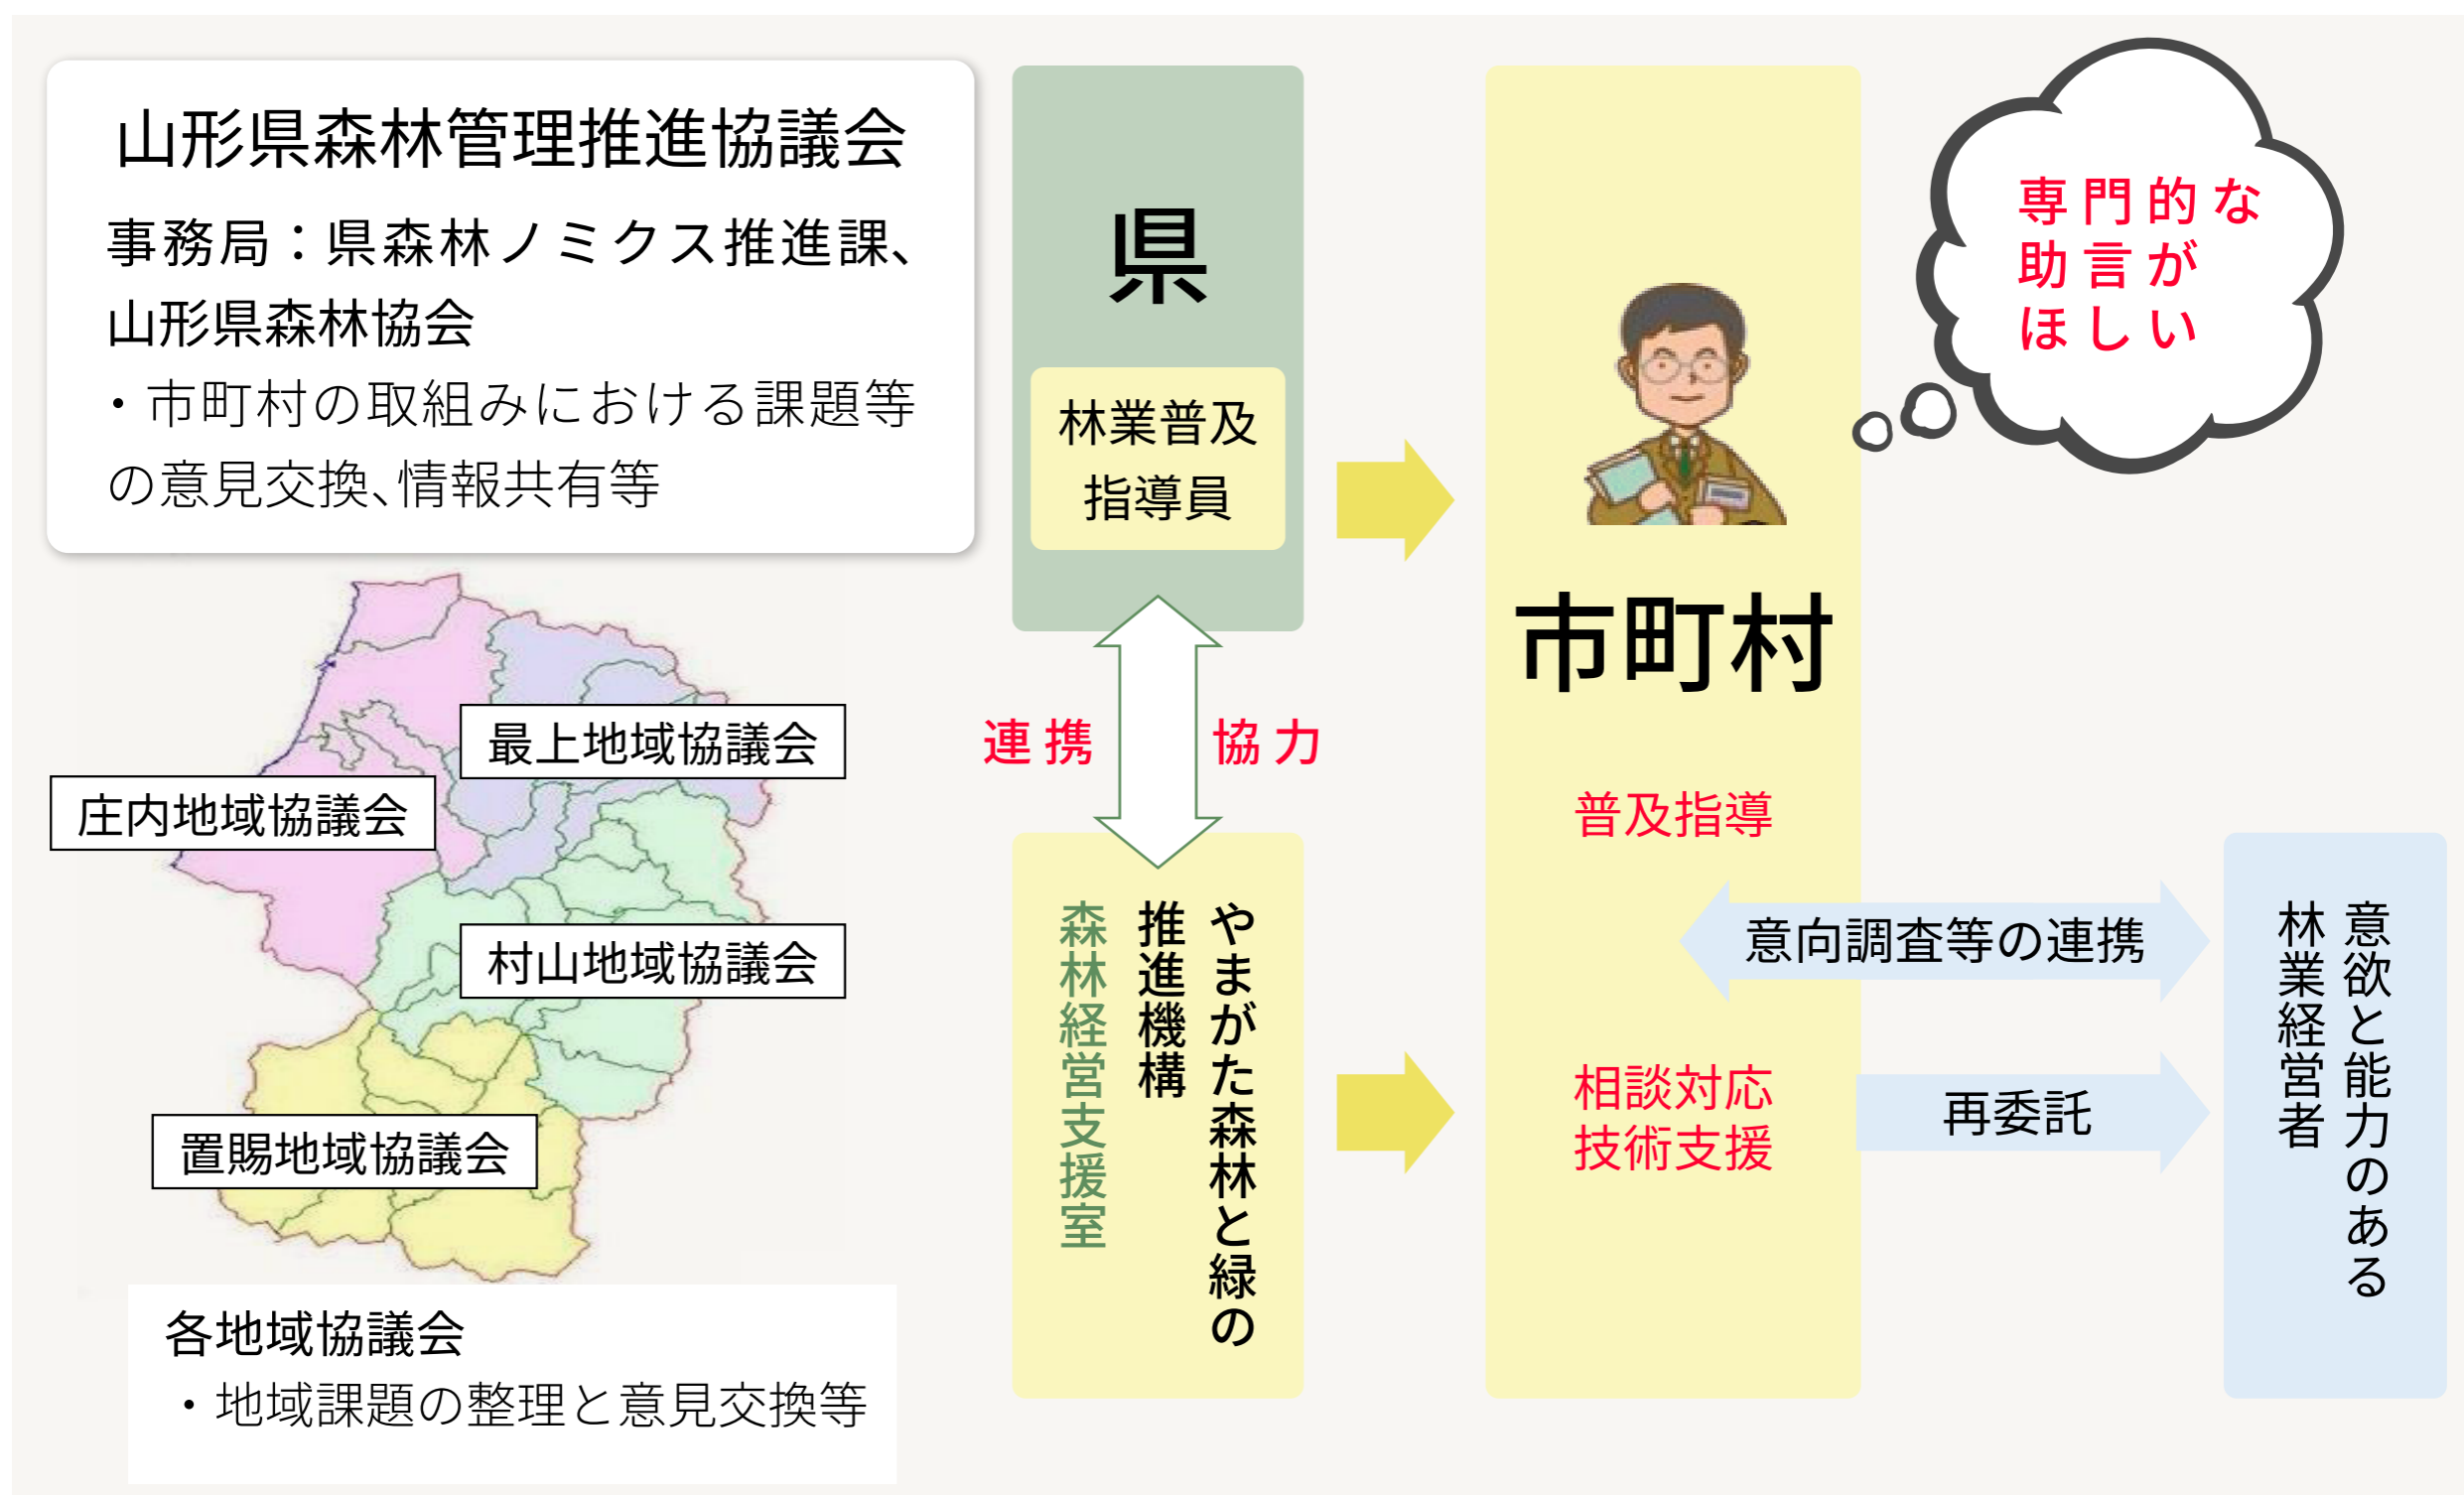 山形県森林管理推進協議会
事務局：県森林ノミクス推進課、
山形県森林協会
・市町村の取組みにおける課題等
の意見交換、情報共有等
最上地域協議会
庄内地域協議会
村山地域協議会
置賜地域協議会
各地域協議会
・地域課題の整理と意見交換等
県
林業普及
指導員
連携
協力
やまがた森林と緑の
推進機構
森林経営支援室
市町村
普及指導
相談対応
技術支援
専門的な
助言が
ほしい
意向調査等の連携
再委託
意欲と能力のある
林業経営者